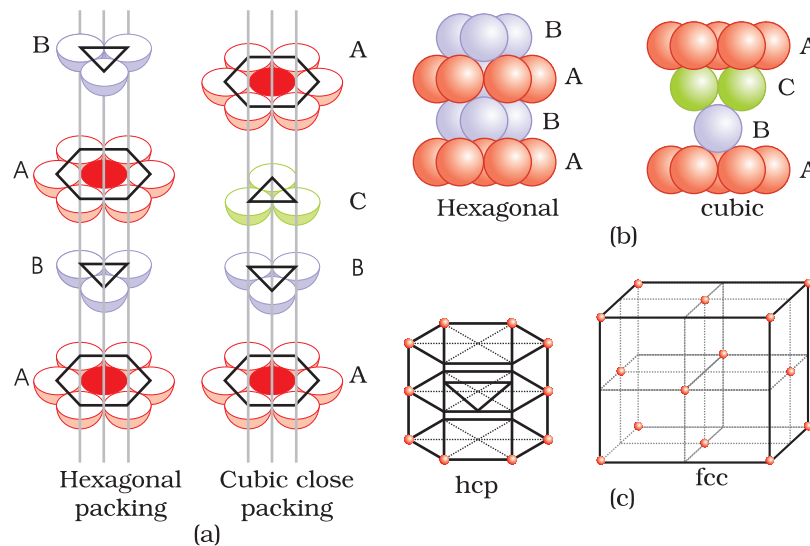 B
A
B
A
Hexagonal
packing
A
C
B
A
Cubic close
packing
(a)
B
A
B
A
Hexagonal
A
C
B
A
cubic
(b)
hcp
fcc
(c)